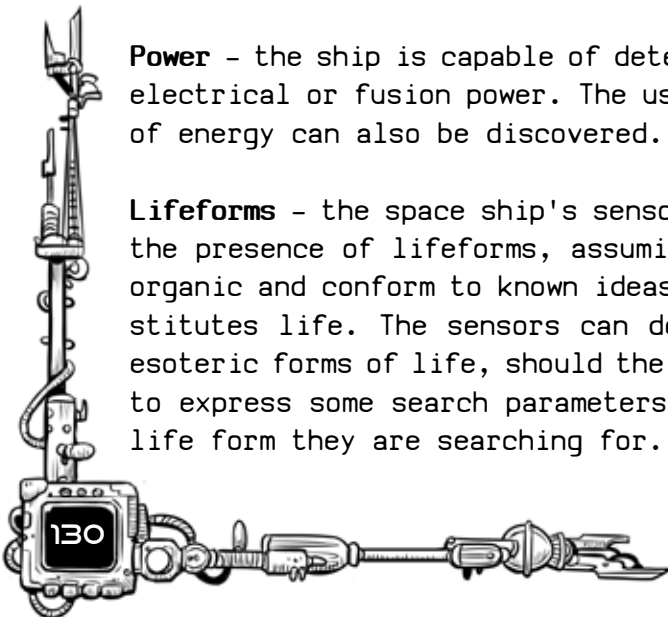 Power – the ship is capable of dete
electrical or fusion power. The us
of energy can also be discovered.
Lifeforms – the space ship's senso
the presence of lifeforms, assumi
organic and conform to known ideas
stitutes life. The sensors can de
esoteric forms of life, should the
to express some search parameters
life form they are searching for.
130